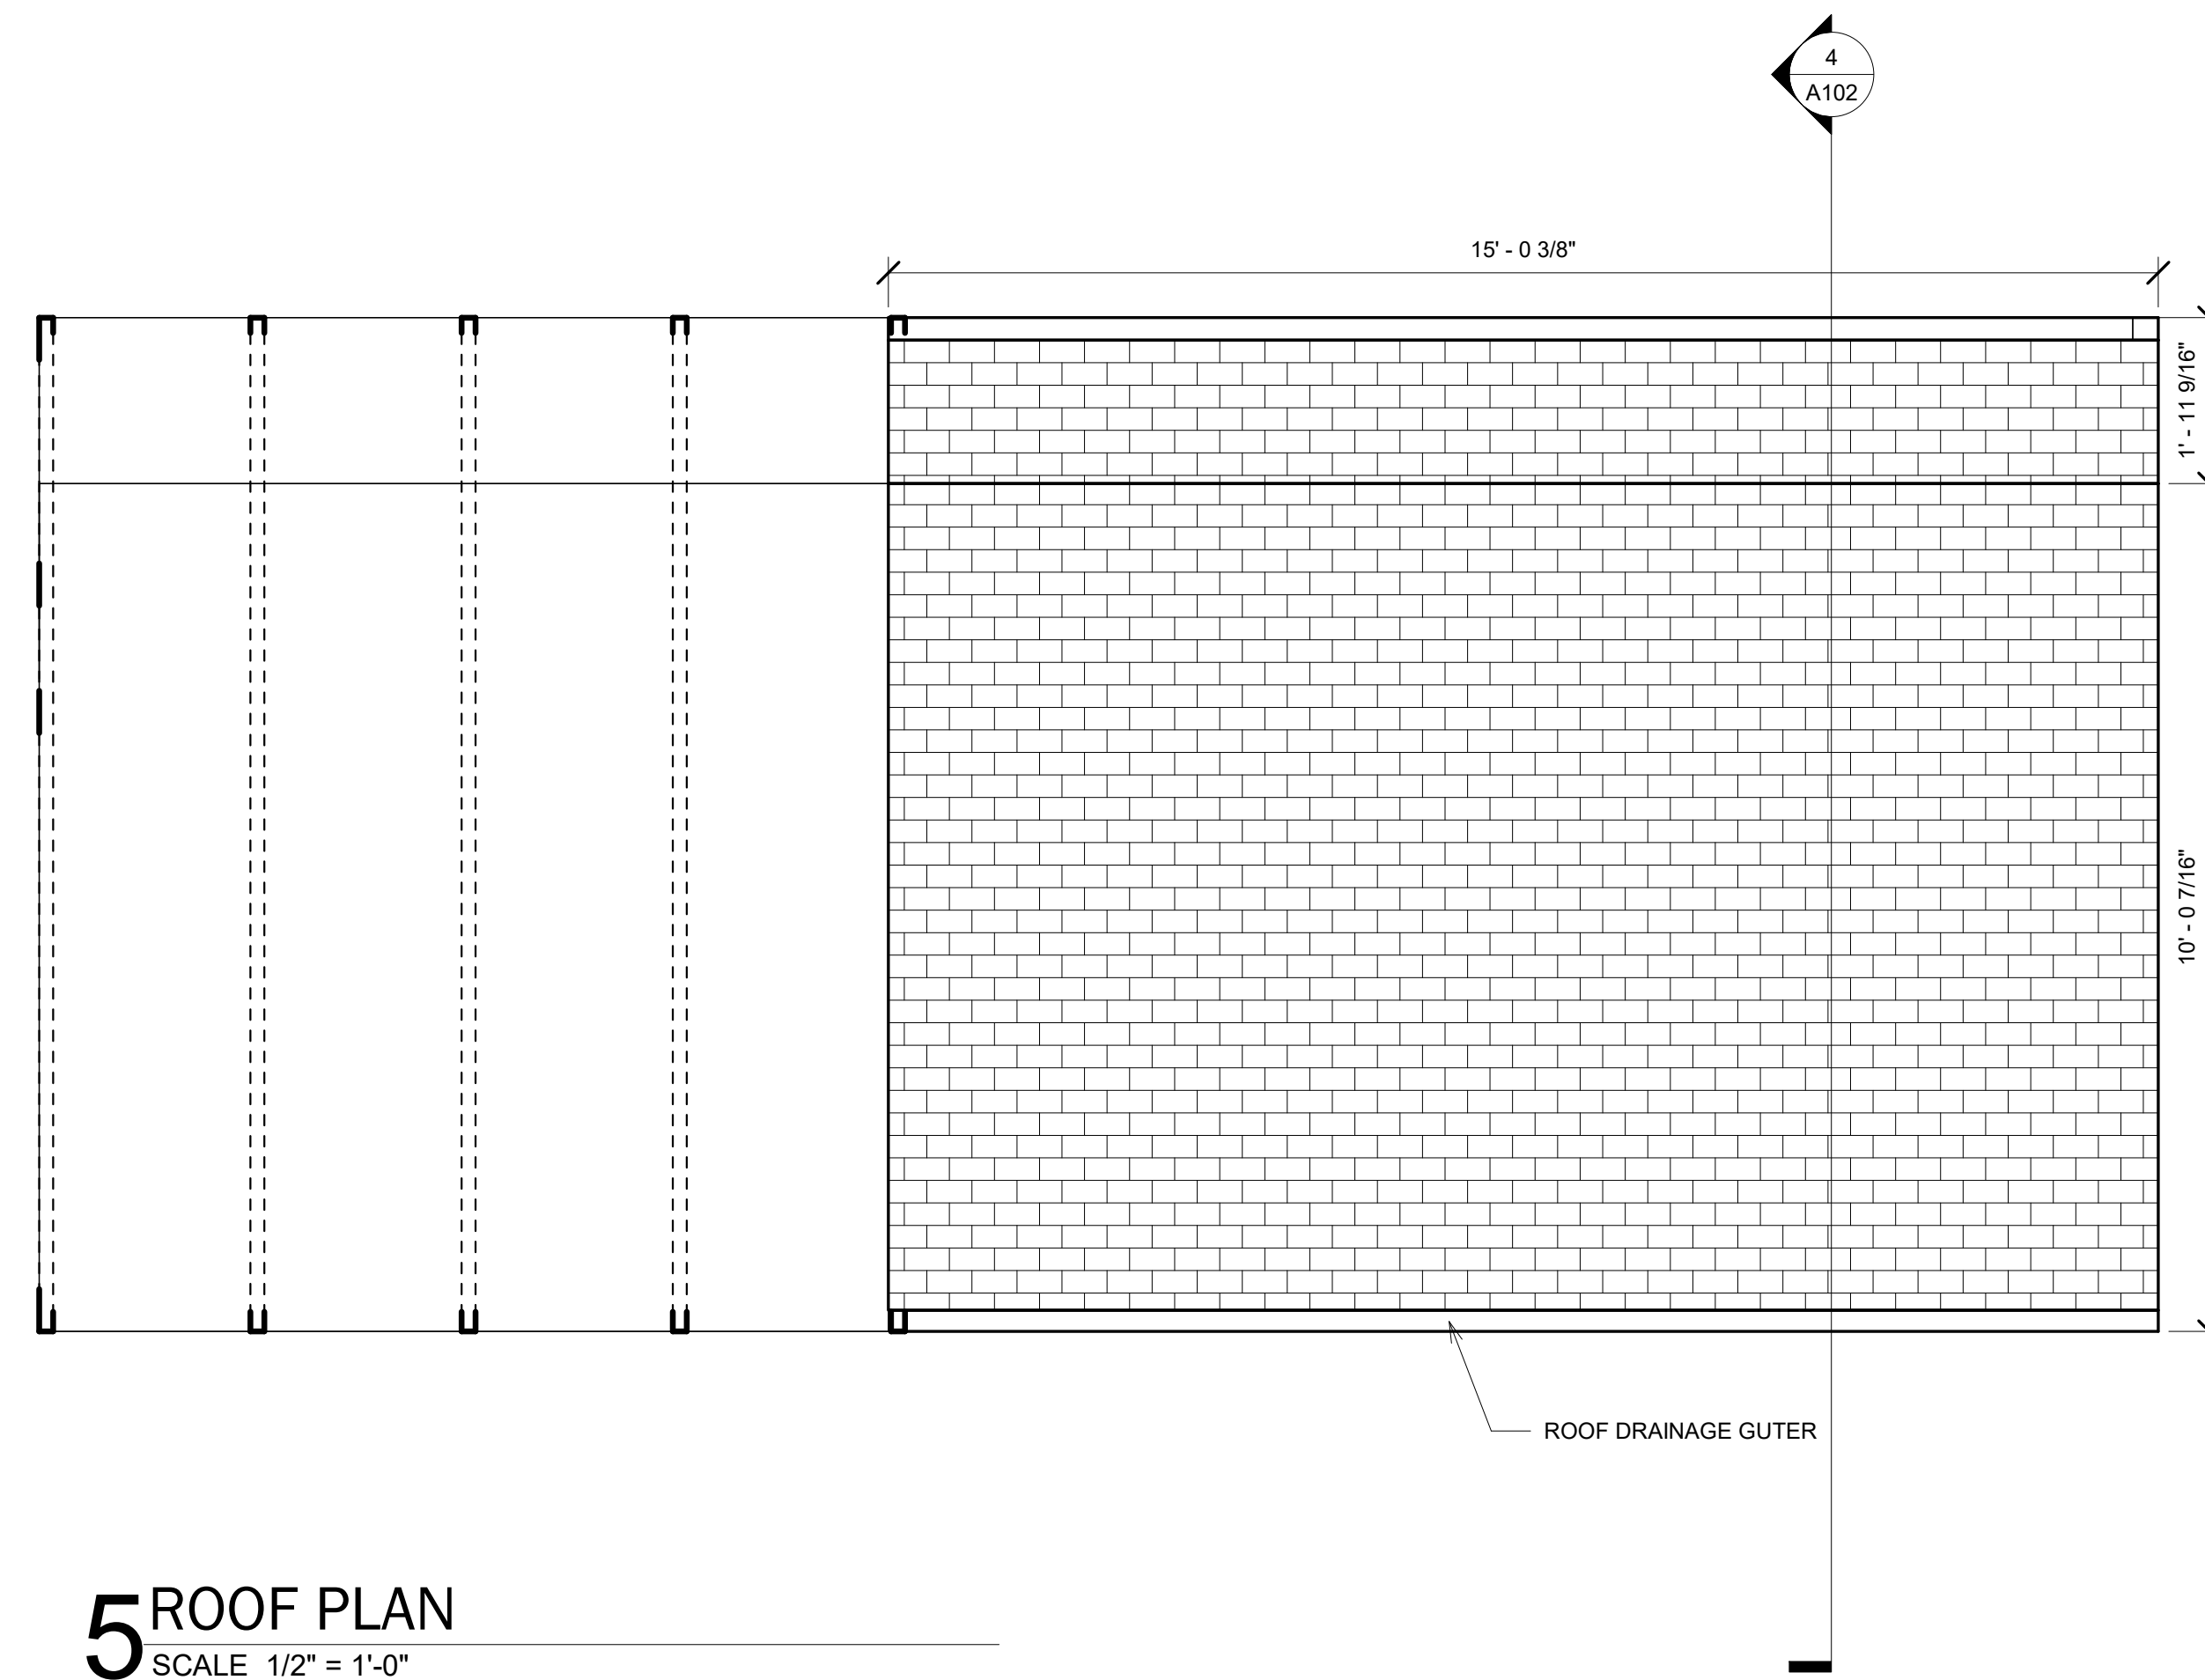 4
A102
15' - 0 3/8"
1' - 11 9/16"
10' - 0 7/16"
ROOF DRAINAGE GUTER
5 ROOF PLAN
SCALE 1/2" = 1'-0"